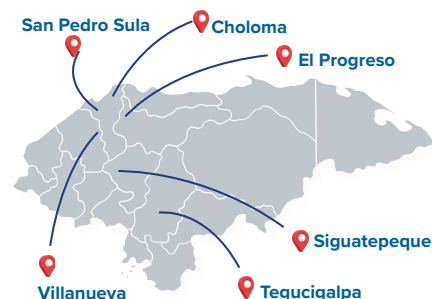 San Pedro Sula
Choloma
El Progreso
Siguatepeque
Villanueva
Tegucigalpa